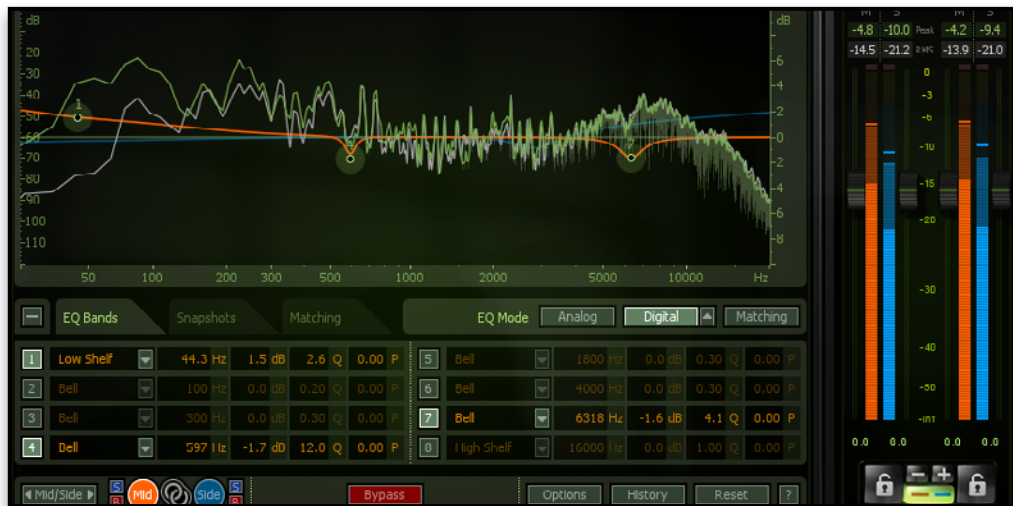 dB
dB
M S M S
-4.8 -10.0 Peak -4.2 -9.4
-14.5 -21.2 RMS -13.9 -21.0
20
-30
-40
-50
-60
-70
-80
-90
-100
-110
-6
-4
-2
-0
-2
-4
-6
-8
1
4
7
50 100 200 300 500 1000 2000 5000 10000 Hz
0
-3
-6
-10
-15
-20
-30
-40
-50
-Inf
EQ Bands Snapshots Matching EQ Mode Analog Digital Matching
1 Low Shelf 44.3 Hz 1.5 dB 2.6 Q 0.00 P 5 Bell 1800 Hz 0.0 dB 0.30 Q 0.00 P
2 Bell 100 Hz 0.0 dB 0.20 Q 0.00 P 6 Bell 4000 Hz 0.0 dB 0.30 Q 0.00 P
3 Bell 300 Hz 0.0 dB 0.30 Q 0.00 P 7 Bell 6318 Hz -1.6 dB 4.1 Q 0.00 P
4 Bell 597 Hz -1.7 dB 12.0 Q 0.00 P 8 High Shelf 16000 Hz 0.0 dB 1.00 Q 0.00 P
0.0 0.0 0.0 0.0
Mid/Side S B Mid Side S B Bypass Options History Reset ?